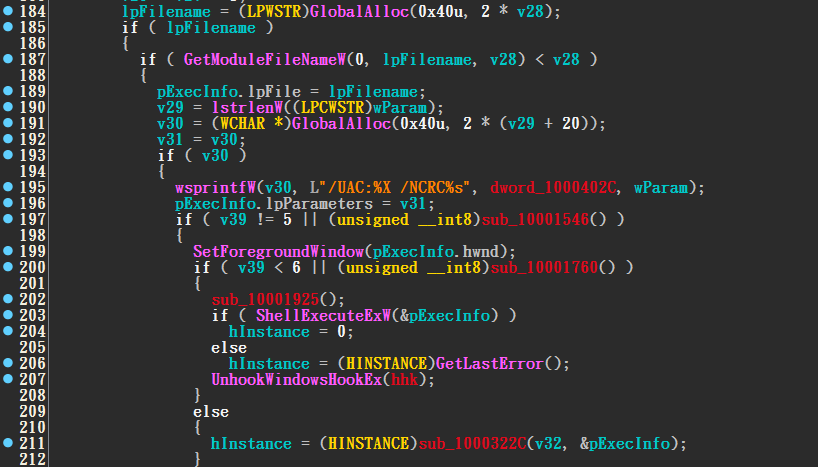 184 lpFilename = (LPWSTR)GlobalAlloc(0x40u, 2 * v28);
185 if ( lpFilename )
186 {
187 if ( GetModuleFileNameW(0, lpFilename, v28) < v28 )
188 {
189 pExecInfo.lpFile = lpFilename;
190 v29 = lstrlenW((LPCWSTR)wParam);
191 v30 = (WCHAR *)GlobalAlloc(0x40u, 2 * (v29 + 20));
192 v31 = v30;
193 if ( v30 )
194 {
195 wsprintfW(v30, L"/UAC:%X /NCRC%s", dword_1000402C, wParam);
196 pExecInfo.lpParameters = v31;
197 if ( v39 != 5 || (unsigned __int8)sub_10001546() )
198 {
199 SetForegroundWindow(pExecInfo.hwnd);
200 if ( v39 < 6 || (unsigned __int8)sub_10001760() )
201 {
202 sub_10001925();
203 if ( ShellExecuteExW(&pExecInfo) )
204 hInstance = 0;
205 else
206 hInstance = (HINSTANCE)GetLastError();
207 UnhookWindowsHookEx(hhk);
208 }
209 else
210 {
211 hInstance = (HINSTANCE)sub_1000322C(v32, &pExecInfo);
212 }